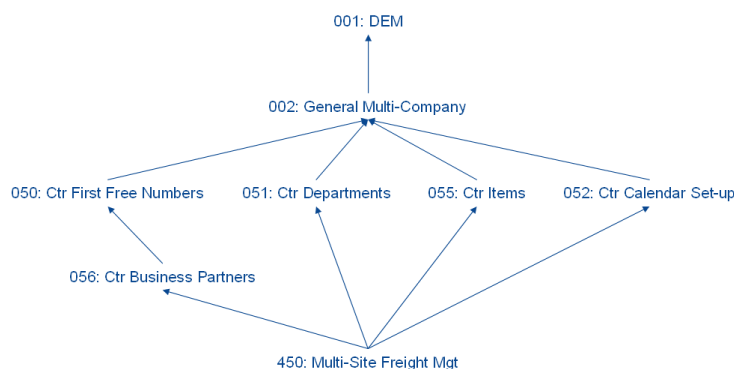 001: DEM
002: General Multi-Company
050: Ctr First Free Numbers
051: Ctr Departments
055: Ctr Items
052: Ctr Calendar Set-up
056: Ctr Business Partners
450: Multi-Site Freight Mgt